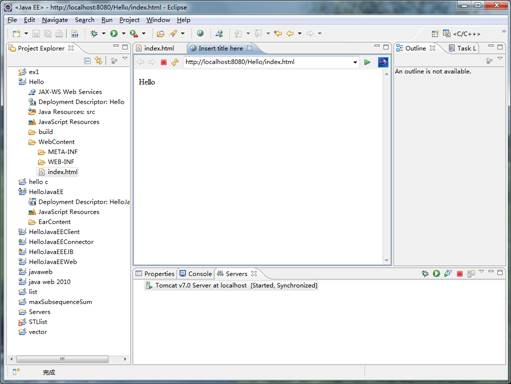 <Java EE> - http://localhost:8080/Hello/index.html - Eclipse
File Edit Navigate Search Run Project Window Help
<C/C++>
Project Explorer
index.html
Insert title here
Outline
Task L
http://localhost:8080/Hello/index.html
An outline is not available.
ex1
Hello
JAX-WS Web Services
Deployment Descriptor: Hello
Java Resources: src
JavaScript Resources
build
WebContent
META-INF
WEB-INF
index.html
hello c
HelloJavaEE
Deployment Descriptor: HelloJa
JavaScript Resources
EarContent
HelloJavaEEClient
HelloJavaEEConnector
HelloJavaEEEJB
HelloJavaEEWeb
javaweb
java web 2010
list
maxSubsequenceSum
Servers
STLlist
vector
Hello
Properties
Console
Servers
Tomcat v7.0 Server at localhost [Started, Synchronized]
完成